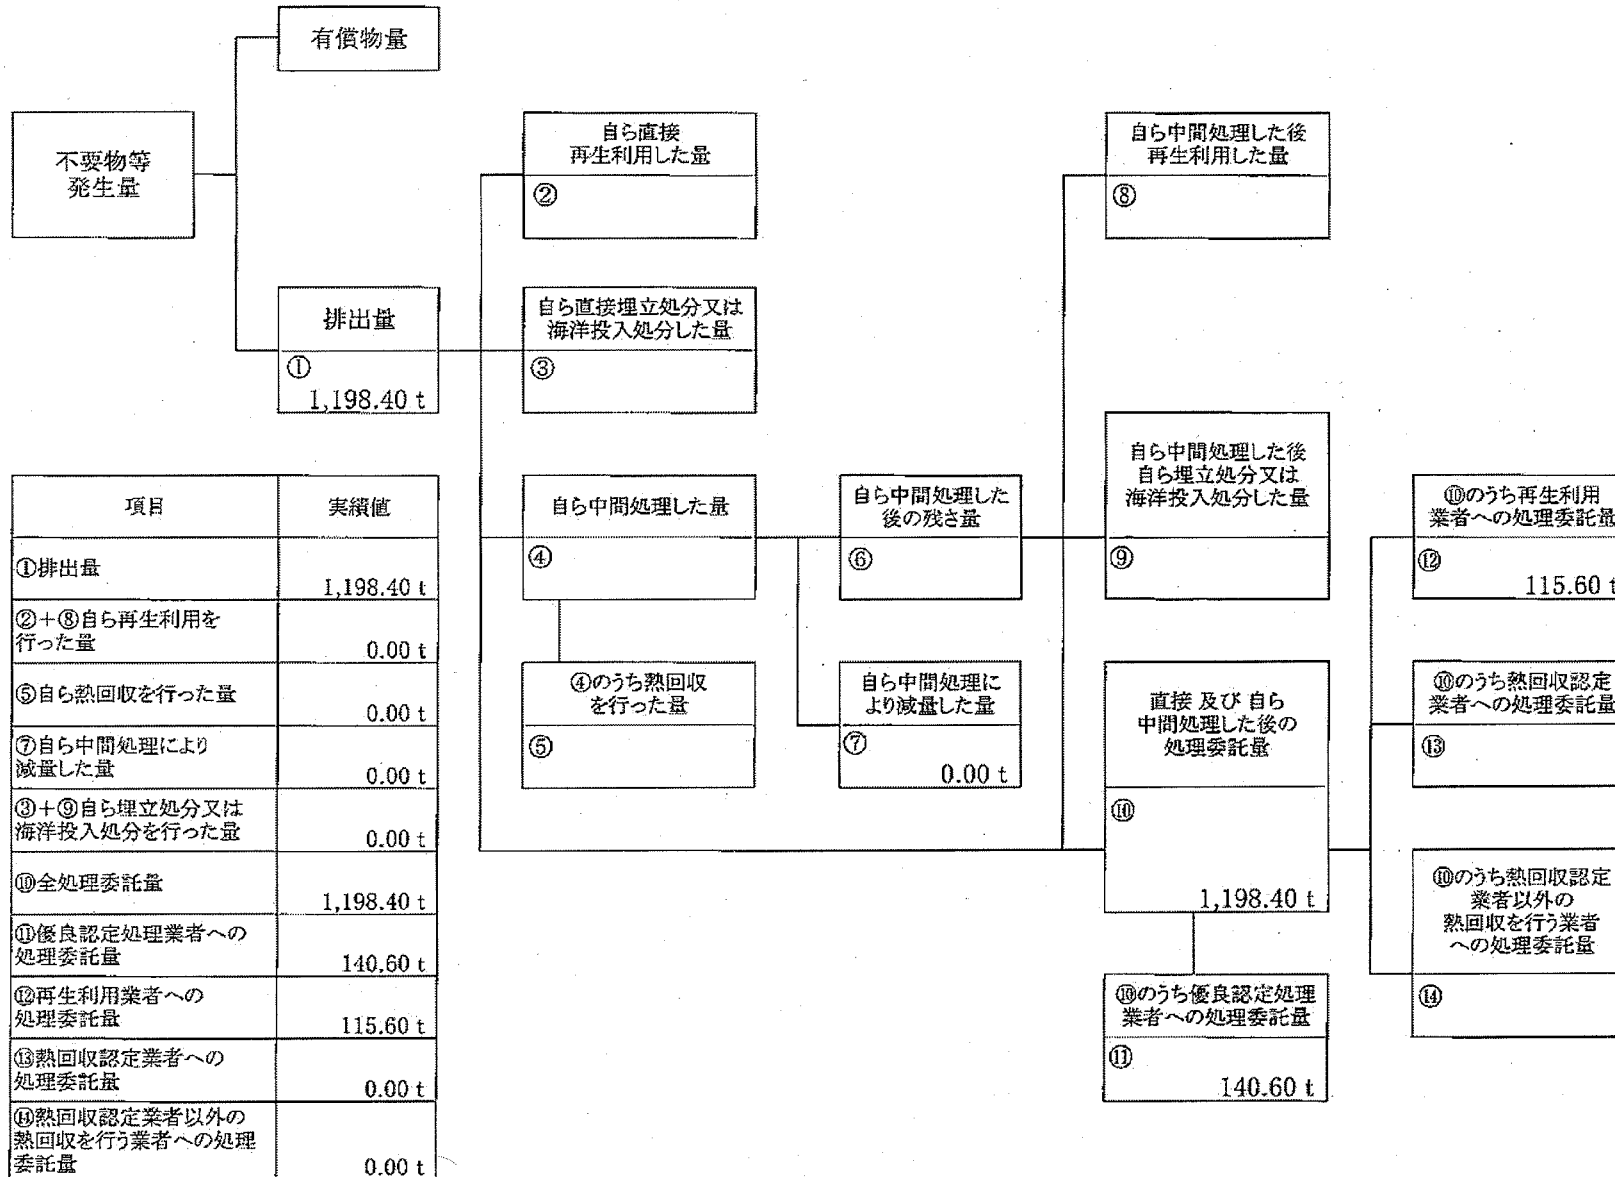 有償物量
不要物等
発生量
排出量
①
1,198.40 t
自ら直接
再生利用した量
②
自ら直接埋立処分又は
海洋投入処分した量
③
自ら中間処理した量
④
④のうち熱回収
を行った量
⑤
自ら中間処理した
後の残さ量
⑥
自ら中間処理に
より減量した量
⑦
0.00 t
自ら中間処理した後
再生利用した量
⑧
自ら中間処理した後
自ら埋立処分又は
海洋投入処分した量
⑨
直接 及び 自ら
中間処理した後の
処理委託量
⑩
1,198.40 t
⑩のうち優良認定処理
業者への処理委託量
⑪
140.60 t
⑩のうち再生利用
業者への処理委託量
⑫
115.60 t
⑩のうち熱回収認定
業者への処理委託量
⑬
⑩のうち熱回収認定
業者以外の
熱回収を行う業者
への処理委託量
⑭
項目 実績値
①排出量 1,198.40 t
②+⑧自ら再生利用を
行った量 0.00 t
⑤自ら熱回収を行った量 0.00 t
⑦自ら中間処理により
減量した量 0.00 t
③+⑨自ら埋立処分又は
海洋投入処分を行った量 0.00 t
⑩全処理委託量 1,198.40 t
⑪優良認定処理業者への
処理委託量 140.60 t
⑫再生利用業者への
処理委託量 115.60 t
⑬熱回収認定業者への
処理委託量 0.00 t
⑭熱回収認定業者以外の
熱回収を行う業者への処理
委託量 0.00 t